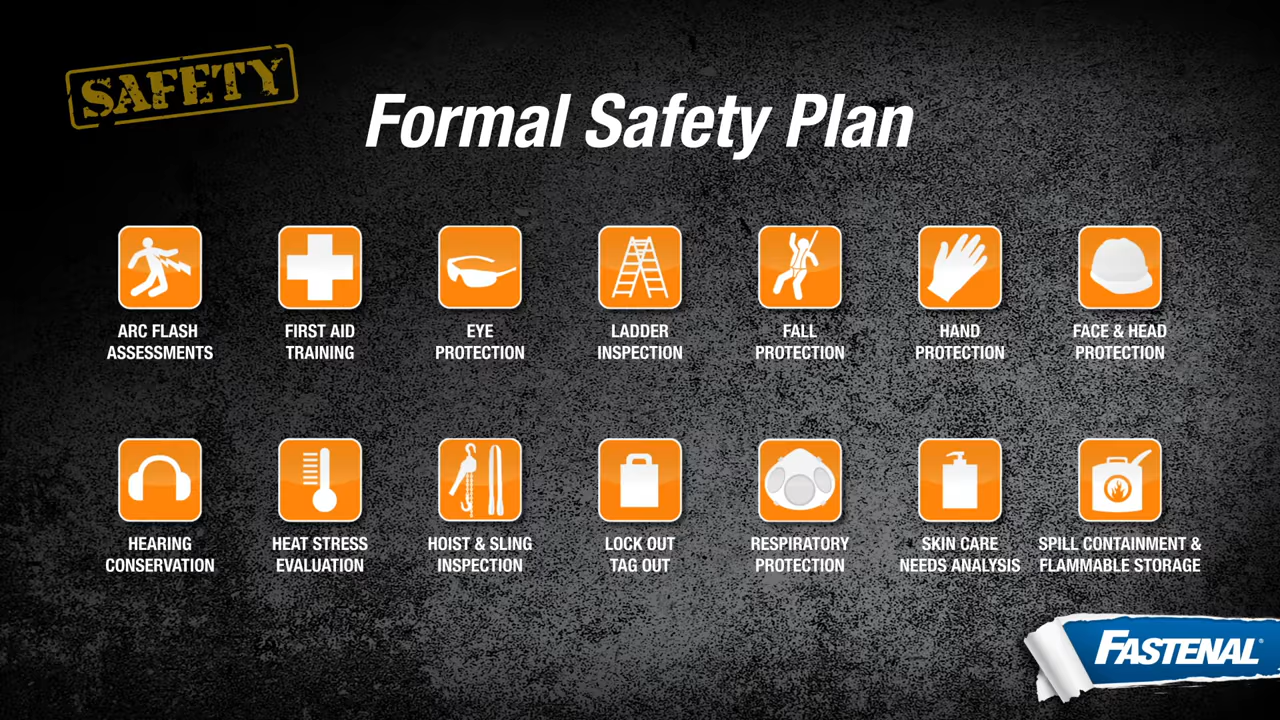 SAFETY
Formal Safety Plan
ARC FLASH
ASSESSMENTS
FIRST AID
TRAINING
EYE
PROTECTION
LADDER
INSPECTION
FALL
PROTECTION
HAND
PROTECTION
FACE & HEAD
PROTECTION
HEARING
CONSERVATION
HEAT STRESS
EVALUATION
HOIST & SLING
INSPECTION
LOCK OUT
TAG OUT
RESPIRATORY
PROTECTION
SKIN CARE
NEEDS ANALYSIS
SPILL CONTAINMENT &
FLAMMABLE STORAGE
FASTENAL®